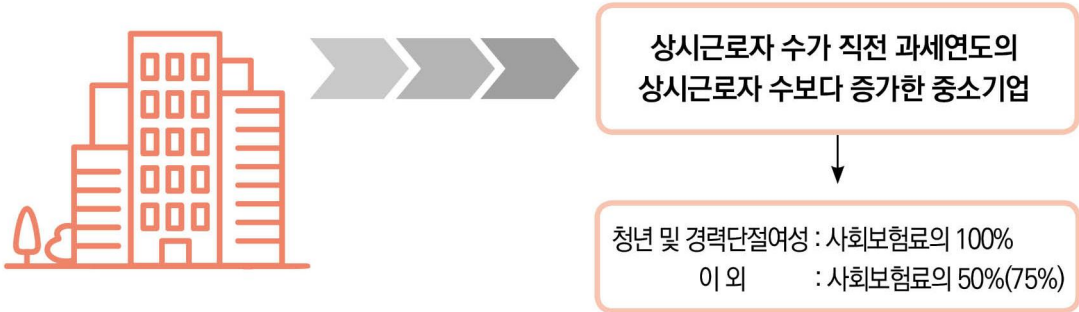 상시근로자 수가 직전 과세연도의
상시근로자 수보다 증가한 중소기업
청년 및 경력단절여성 : 사회보험료의 100%
이 외 : 사회보험료의 50%(75%)